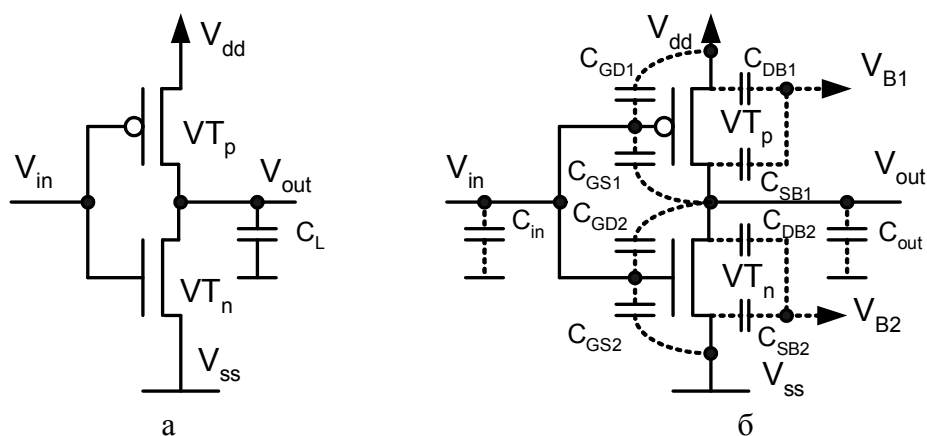 V_dd
VT_p
V_in
V_out
C_L
VT_n
V_ss
а
V_dd
C_GD1
C_DB1
V_B1
VT_p
C_GS1
C_SB1
V_in
V_out
C_in
C_GD2
C_DB2
C_out
VT_n
V_B2
C_GS2
C_SB2
V_ss
б